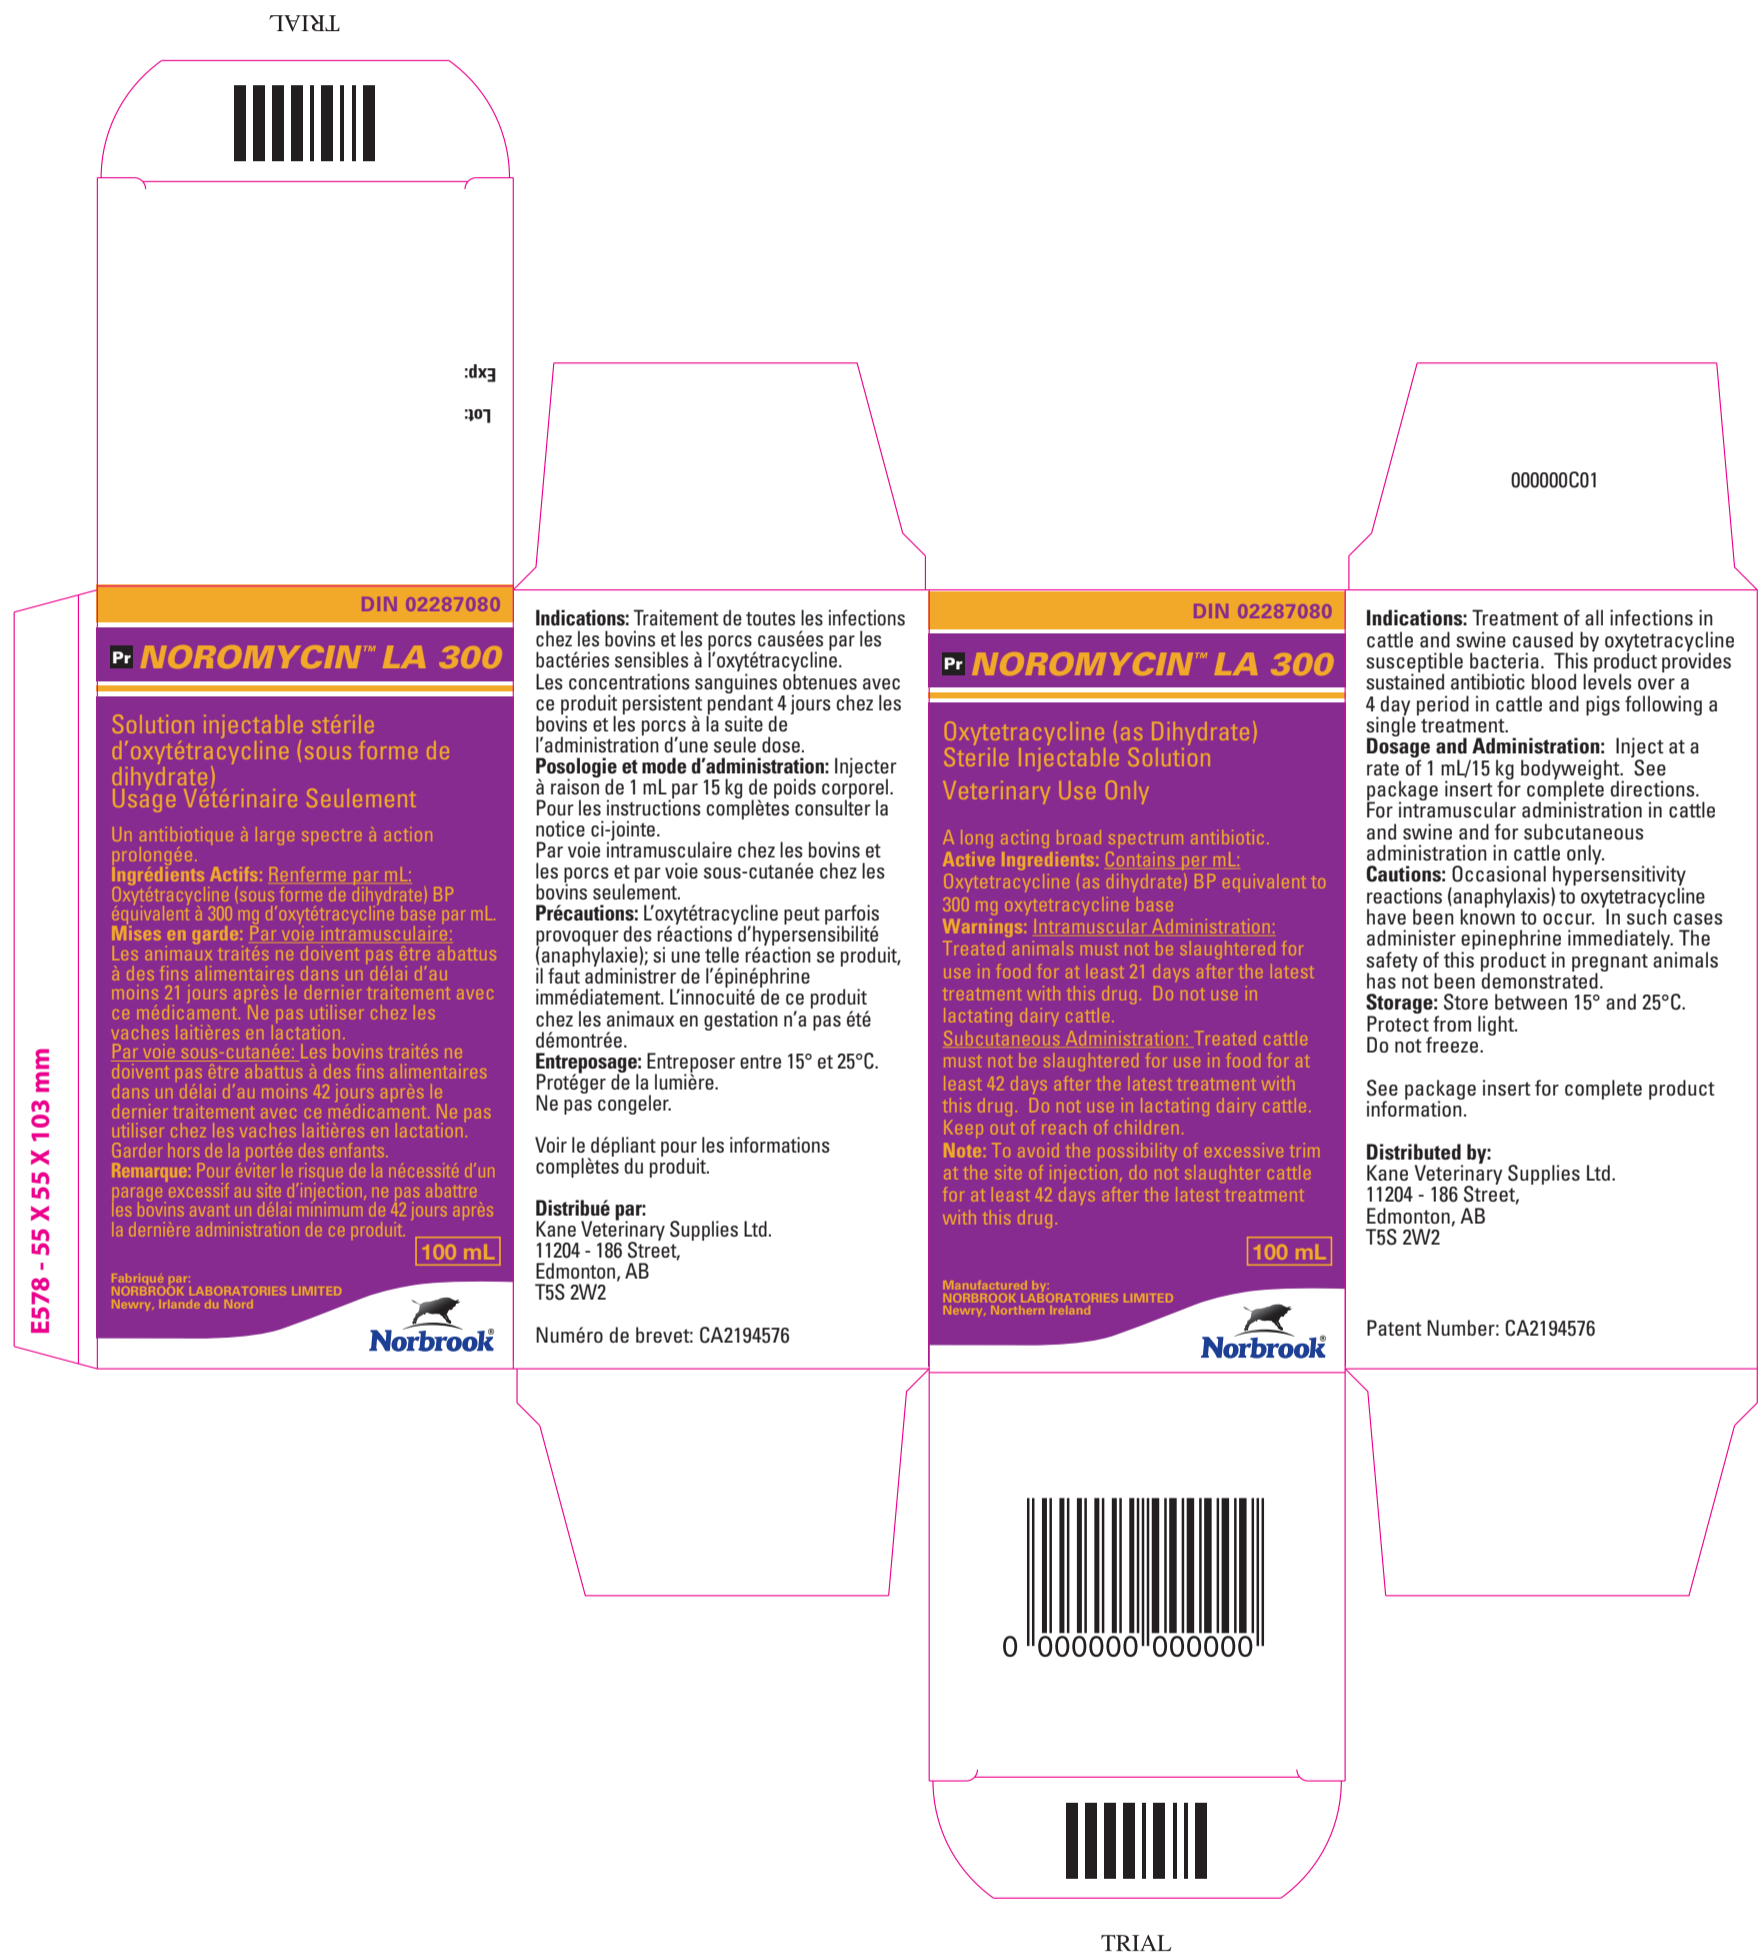 TRIAL
Exp:
Lot:
000000C01
E578 - 55 X 55 X 103 mm
DIN 02287080
Pr NOROMYCIN™ LA 300
Solution injectable stérile
d'oxytétracycline (sous forme de
dihydrate)
Usage Vétérinaire Seulement
Un antibiotique à large spectre à action
prolongée.
Ingrédients Actifs: Renferme par mL:
Oxytétracycline (sous forme de dihydrate) BP
équivalent à 300 mg d'oxytétracycline base par mL.
Mises en garde: Par voie intramusculaire:
Les animaux traités ne doivent pas être abattus
à des fins alimentaires dans un délai d'au
moins 21 jours après le dernier traitement avec
ce médicament. Ne pas utiliser chez les
vaches laitières en lactation.
Par voie sous-cutanée: Les bovins traités ne
doivent pas être abattus à des fins alimentaires
dans un délai d'au moins 42 jours après le
dernier traitement avec ce médicament. Ne pas
utiliser chez les vaches laitières en lactation.
Garder hors de la portée des enfants.
Remarque: Pour éviter le risque de la nécessité d'un
parage excessif au site d'injection, ne pas abattre
les bovins avant un délai minimum de 42 jours après
la dernière administration de ce produit.
100 mL
Fabriqué par:
NORBROOK LABORATORIES LIMITED
Newry, Irlande du Nord
Norbrook®
Indications: Traitement de toutes les infections
chez les bovins et les porcs causées par les
bactéries sensibles à l'oxytétracycline.
Les concentrations sanguines obtenues avec
ce produit persistent pendant 4 jours chez les
bovins et les porcs à la suite de
l'administration d'une seule dose.
Posologie et mode d'administration: Injecter
à raison de 1 mL par 15 kg de poids corporel.
Pour les instructions complètes consulter la
notice ci-jointe.
Par voie intramusculaire chez les bovins et
les porcs et par voie sous-cutanée chez les
bovins seulement.
Précautions: L'oxytétracycline peut parfois
provoquer des réactions d'hypersensibilité
(anaphylaxie); si une telle réaction se produit,
il faut administrer de l'épinéphrine
immédiatement. L'innocuité de ce produit
chez les animaux en gestation n'a pas été
démontrée.
Entreposage: Entreposer entre 15° et 25°C.
Protéger de la lumière.
Ne pas congeler.
Voir le dépliant pour les informations
complètes du produit.
Distribué par:
Kane Veterinary Supplies Ltd.
11204 - 186 Street,
Edmonton, AB
T5S 2W2
Numéro de brevet: CA2194576
DIN 02287080
Pr NOROMYCIN™ LA 300
Oxytetracycline (as Dihydrate)
Sterile Injectable Solution
Veterinary Use Only
A long acting broad spectrum antibiotic.
Active Ingredients: Contains per mL:
Oxytetracycline (as dihydrate) BP equivalent to
300 mg oxytetracycline base
Warnings: Intramuscular Administration:
Treated animals must not be slaughtered for
use in food for at least 21 days after the latest
treatment with this drug. Do not use in
lactating dairy cattle.
Subcutaneous Administration: Treated cattle
must not be slaughtered for use in food for at
least 42 days after the latest treatment with
this drug. Do not use in lactating dairy cattle.
Keep out of reach of children.
Note: To avoid the possibility of excessive trim
at the site of injection, do not slaughter cattle
for at least 42 days after the latest treatment
with this drug.
100 mL
Manufactured by:
NORBROOK LABORATORIES LIMITED
Newry, Northern Ireland
Norbrook®
Indications: Treatment of all infections in
cattle and swine caused by oxytetracycline
susceptible bacteria. This product provides
sustained antibiotic blood levels over a
4 day period in cattle and pigs following a
single treatment.
Dosage and Administration: Inject at a
rate of 1 mL/15 kg bodyweight. See
package insert for complete directions.
For intramuscular administration in cattle
and swine and for subcutaneous
administration in cattle only.
Cautions: Occasional hypersensitivity
reactions (anaphylaxis) to oxytetracycline
have been known to occur. In such cases
administer epinephrine immediately. The
safety of this product in pregnant animals
has not been demonstrated.
Storage: Store between 15° and 25°C.
Protect from light.
Do not freeze.
See package insert for complete product
information.
Distributed by:
Kane Veterinary Supplies Ltd.
11204 - 186 Street,
Edmonton, AB
T5S 2W2
Patent Number: CA2194576
0 000000 000000
TRIAL